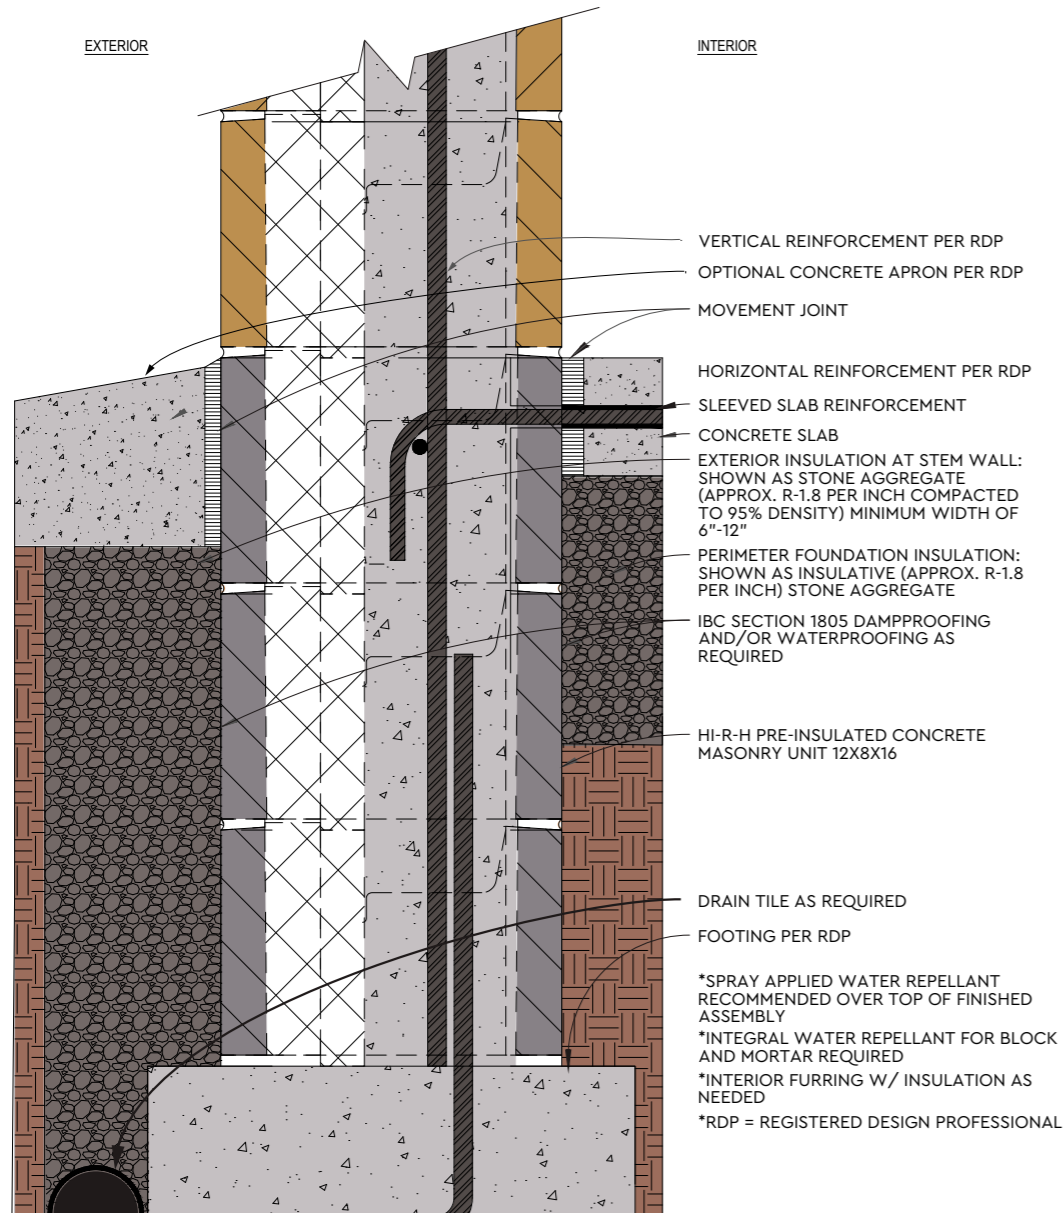 EXTERIOR
INTERIOR
VERTICAL REINFORCEMENT PER RDP
OPTIONAL CONCRETE APRON PER RDP
MOVEMENT JOINT
HORIZONTAL REINFORCEMENT PER RDP
SLEEVED SLAB REINFORCEMENT
CONCRETE SLAB
EXTERIOR INSULATION AT STEM WALL:
SHOWN AS STONE AGGREGATE
(APPROX. R-1.8 PER INCH COMPACTED
TO 95% DENSITY) MINIMUM WIDTH OF
6"-12"
PERIMETER FOUNDATION INSULATION:
SHOWN AS INSULATIVE (APPROX. R-1.8
PER INCH) STONE AGGREGATE
IBC SECTION 1805 DAMPPROOFING
AND/OR WATERPROOFING AS
REQUIRED
HI-R-H PRE-INSULATED CONCRETE
MASONRY UNIT 12X8X16
DRAIN TILE AS REQUIRED
FOOTING PER RDP
*SPRAY APPLIED WATER REPELLANT
RECOMMENDED OVER TOP OF FINISHED
ASSEMBLY
*INTEGRAL WATER REPELLANT FOR BLOCK
AND MORTAR REQUIRED
*INTERIOR FURRING W/ INSULATION AS
NEEDED
*RDP = REGISTERED DESIGN PROFESSIONAL